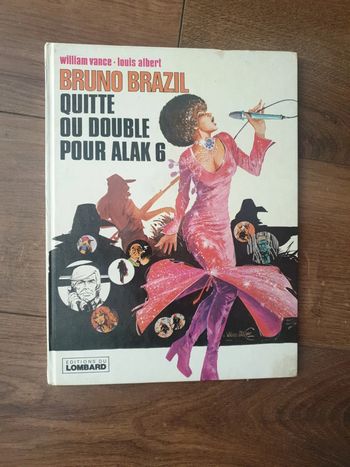 william vance • louis albert
BRUNO BRAZIL
QUITTE
OU DOUBLE
POUR ALAK 6
EDITIONS DU
LOMBARD